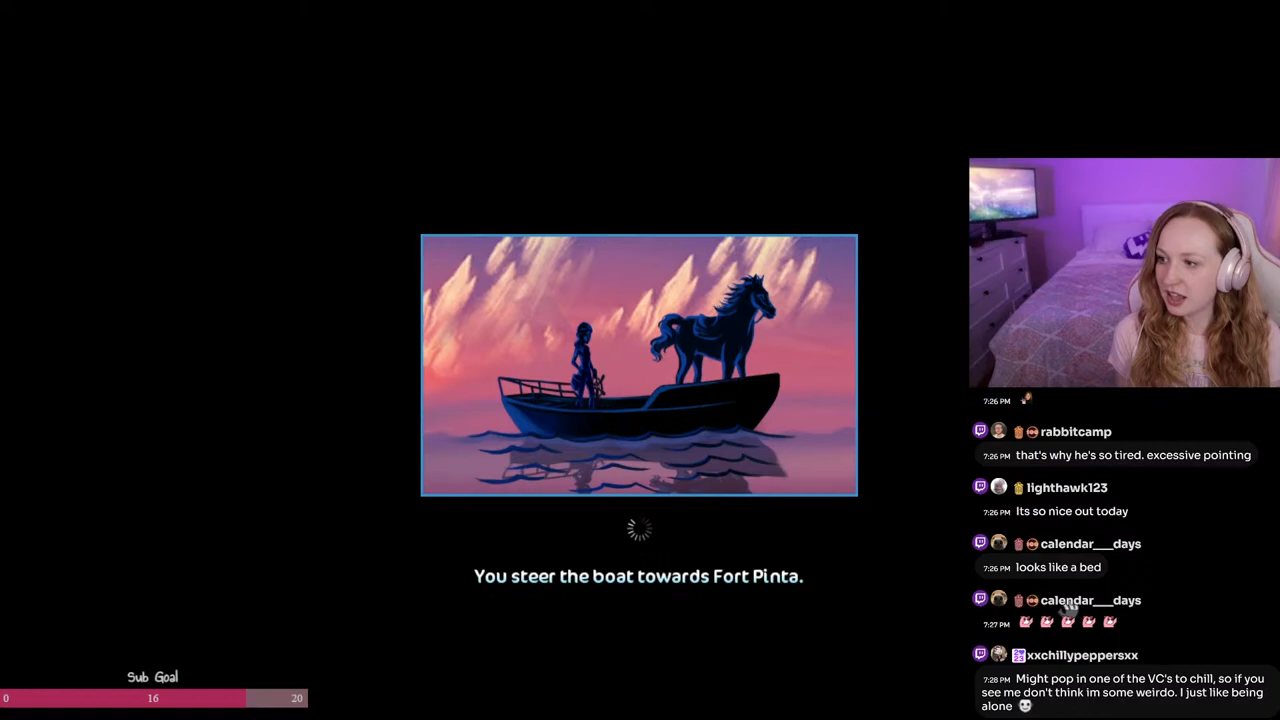 7:26 PM
rabbitcamp
7:26 PM that's why he's so tired. excessive pointing
lighthawk123
7:26 PM Its so nice out today
calendar___days
7:26 PM looks like a bed
calendar___days
7:27 PM
xxchillypeppersxx
7:28 PM Might pop in one of the VC's to chill, so if you
see me don't think im some weirdo. I just like being
alone
You steer the boat towards Fort Pinta.
Sub Goal
0 16 20